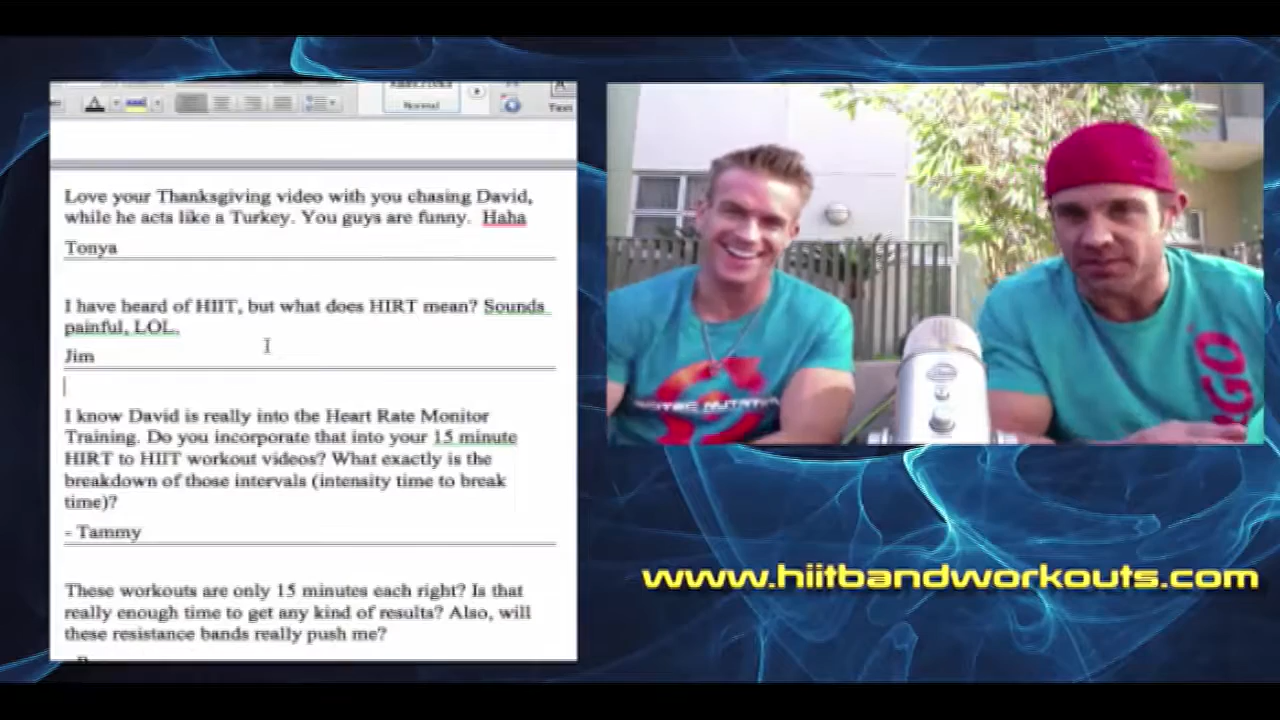 Normal
Text
Love your Thanksgiving video with you chasing David,
while he acts like a Turkey. You guys are funny. Haha
Tonya
I have heard of HIIT, but what does HIRT mean? Sounds
painful, LOL.
Jim
I know David is really into the Heart Rate Monitor
Training. Do you incorporate that into your 15 minute
HIRT to HIIT workout videos? What exactly is the
breakdown of those intervals (intensity time to break
time)?
- Tammy
These workouts are only 15 minutes each right? Is that
really enough time to get any kind of results? Also, will
these resistance bands really push me?
www.hiitbandworkouts.com